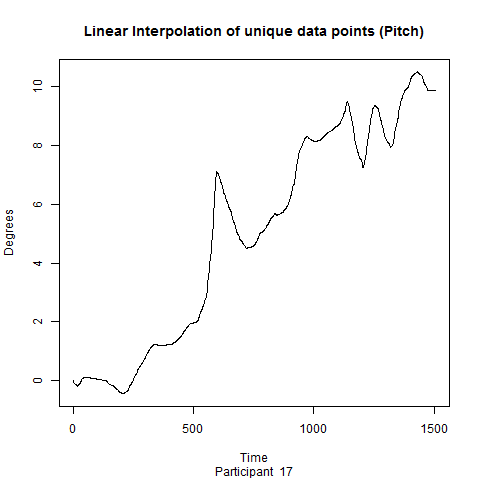 Linear Interpolation of unique data points (Pitch)
10
8
6
4
2
0
Degrees
0 500 1000 1500
Time
Participant 17